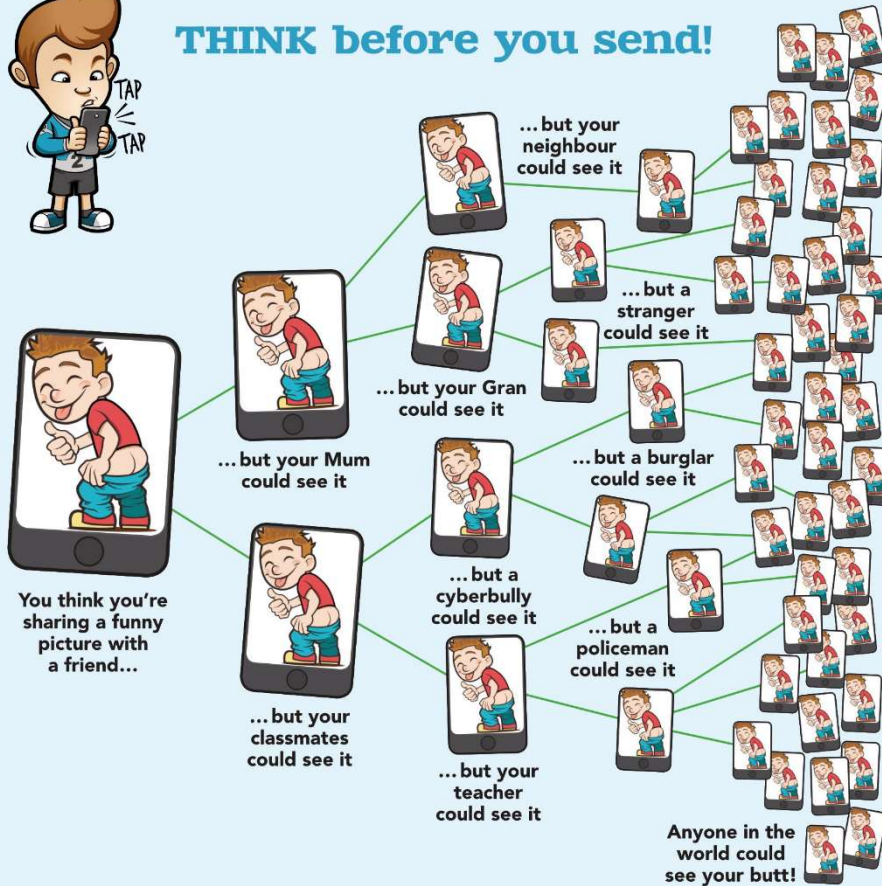 THINK before you send!
TAP
TAP
2
...but your
neighbour
could see it
...but a
stranger
could see it
...but your Gran
could see it
...but your Mum
could see it
...but a burglar
could see it
You think you're
sharing a funny
picture with
a friend...
...but a
cyberbully
could see it
...but a
policeman
could see it
...but your
classmates
could see it
...but your
teacher
could see it
Anyone in the
world could
see your butt!